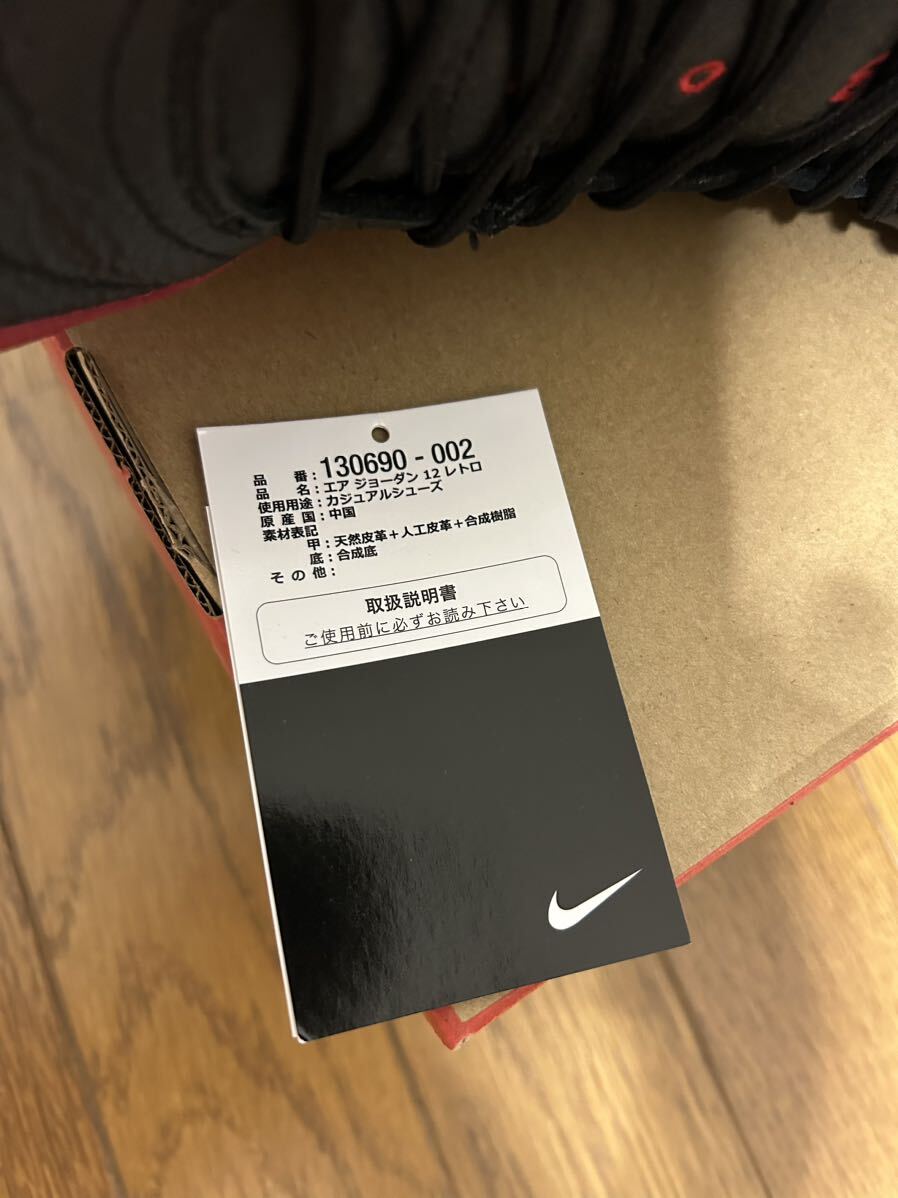 品 番：130690 - 002
品 名：エア ジョーダン 12 レトロ
使用用途：カジュアルシューズ
原 産 国：中国
素材表記
甲：天然皮革＋人工皮革＋合成樹脂
底：合成底
そ の 他：
取扱説明書
ご使用前に必ずお読み下さい